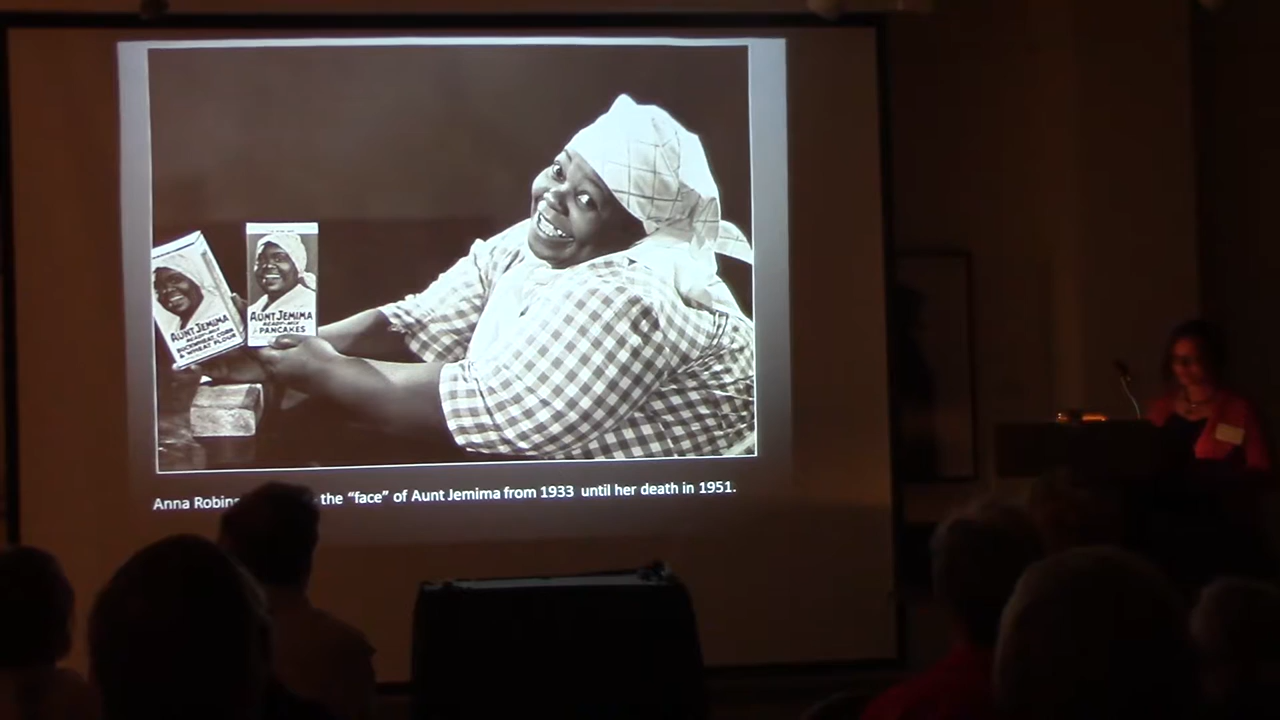 AUNT JEMIMA
READY-MIX
BUCKWHEAT, CORN
& WHEAT FLOUR
AUNT JEMIMA
READY-MIX
PANCAKES
Anna the "face" of Aunt Jemima from 1933 until her death in 1951.